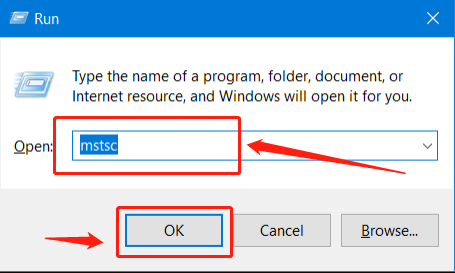 Run
Type the name of a program, folder, document, or
Internet resource, and Windows will open it for you.
Open: mstsc
OK Cancel Browse...